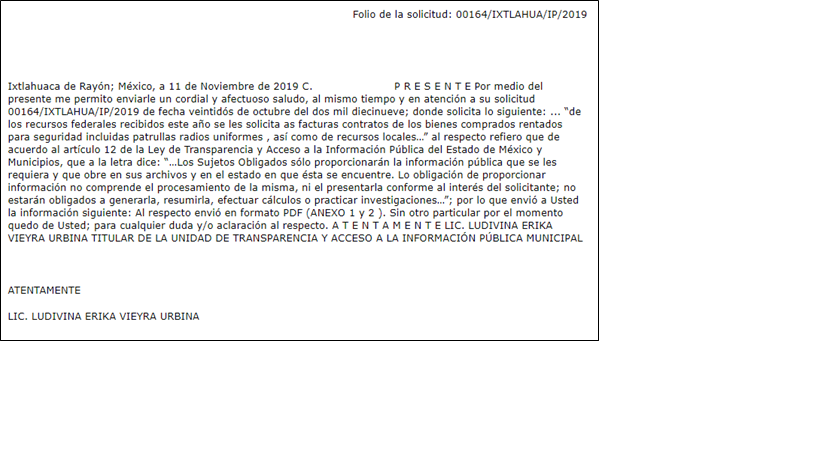 Folio de la solicitud: 00164/IXTLAHUA/IP/2019
Ixtlahuaca de Rayón; México, a 11 de Noviembre de 2019 C. P R E S E N T E Por medio del
presente me permito enviarle un cordial y afectuoso saludo, al mismo tiempo y en atención a su solicitud
00164/IXTLAHUA/IP/2019 de fecha veintidós de octubre del dos mil diecinueve; donde solicita lo siguiente: ... “de
los recursos federales recibidos este año se les solicita as facturas contratos de los bienes comprados rentados
para seguridad incluidas patrullas radios uniformes , así como de recursos locales…” al respecto refiero que de
acuerdo al artículo 12 de la Ley de Transparencia y Acceso a la Información Pública del Estado de México y
Municipios, que a la letra dice: “…Los Sujetos Obligados sólo proporcionarán la información pública que se les
requiera y que obre en sus archivos y en el estado en que ésta se encuentre. Lo obligación de proporcionar
información no comprende el procesamiento de la misma, ni el presentarla conforme al interés del solicitante; no
estarán obligados a generarla, resumirla, efectuar cálculos o practicar investigaciones…”; por lo que envió a Usted
la información siguiente: Al respecto envió en formato PDF (ANEXO 1 y 2 ). Sin otro particular por el momento
quedo de Usted; para cualquier duda y/o aclaración al respecto. A T E N T A M E N T E LIC. LUDIVINA ERIKA
VIEYRA URBINA TITULAR DE LA UNIDAD DE TRANSPARENCIA Y ACCESO A LA INFORMACIÓN PÚBLICA MUNICIPAL
ATENTAMENTE
LIC. LUDIVINA ERIKA VIEYRA URBINA